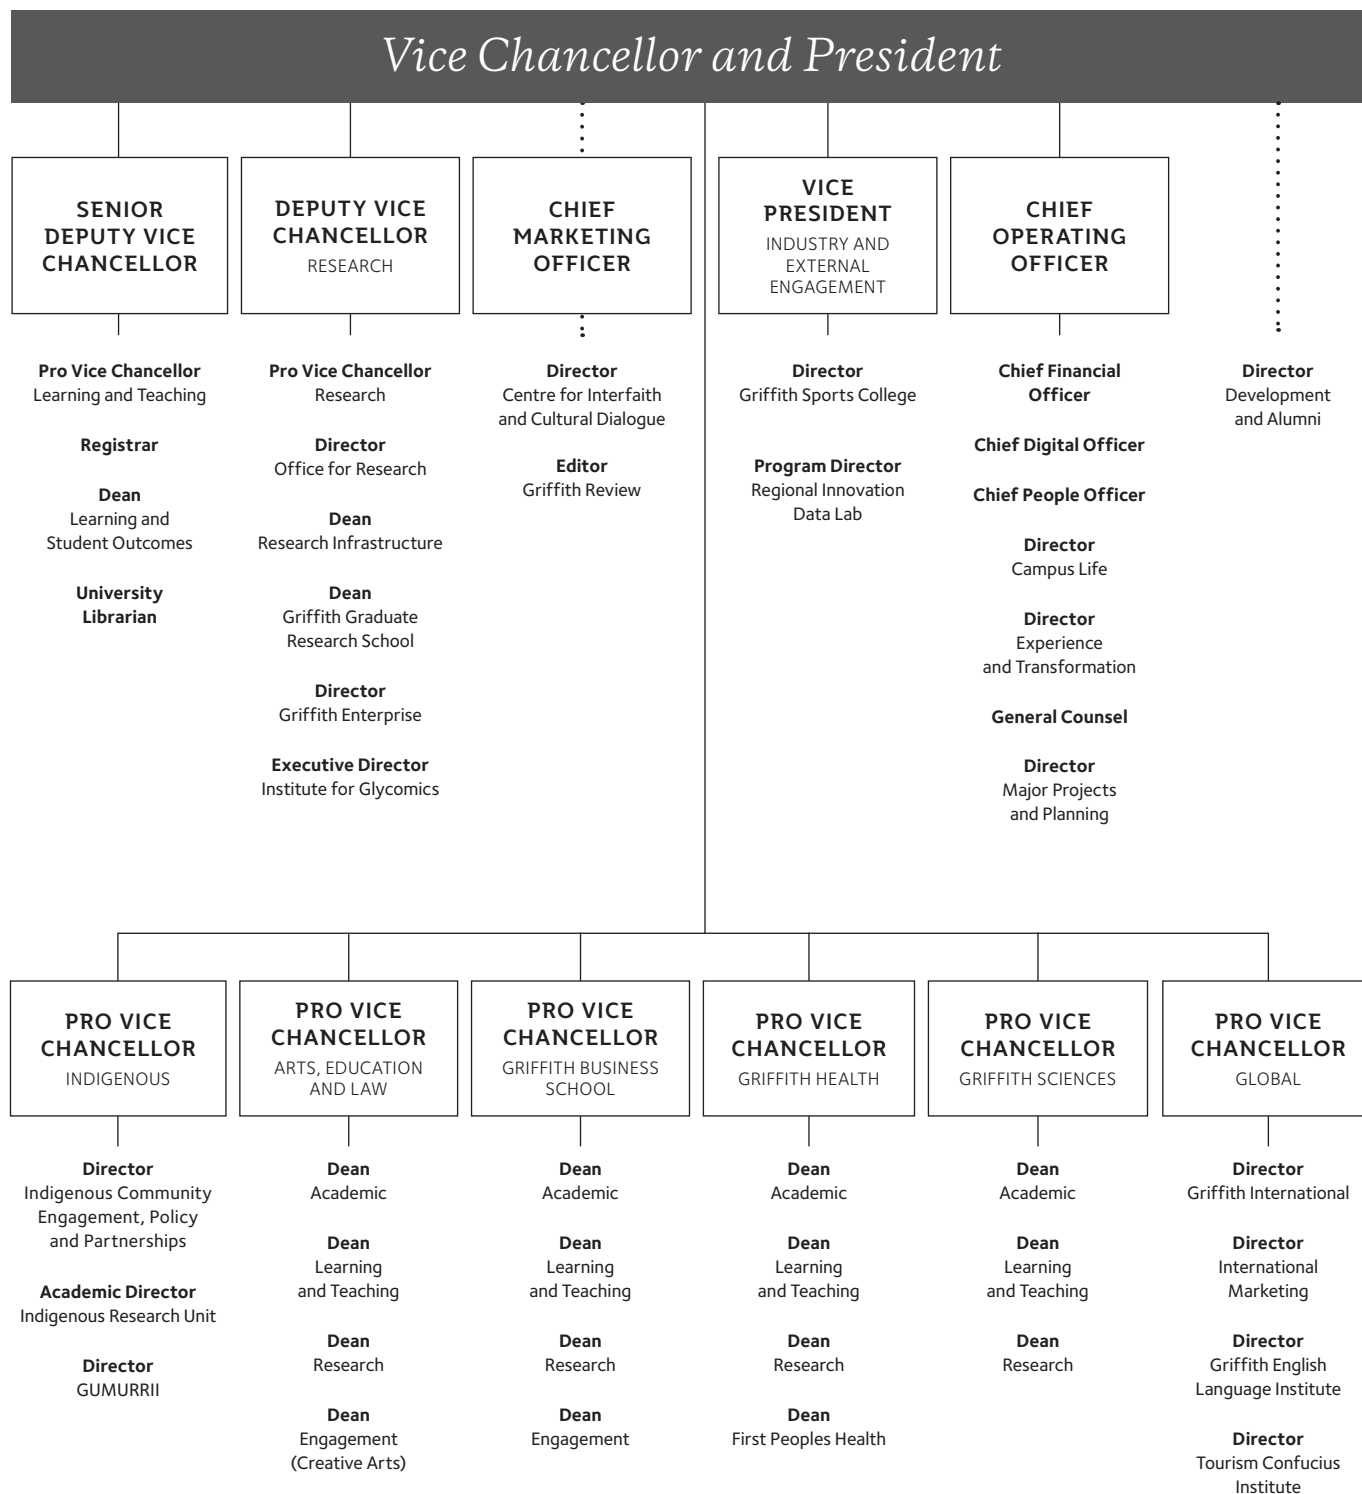 Vice Chancellor and President
SENIOR
DEPUTY VICE
CHANCELLOR
Pro Vice Chancellor
Learning and Teaching
Registrar
Dean
Learning and
Student Outcomes
University
Librarian
DEPUTY VICE
CHANCELLOR
RESEARCH
Pro Vice Chancellor
Research
Director
Office for Research
Dean
Research Infrastructure
Dean
Griffith Graduate
Research School
Director
Griffith Enterprise
Executive Director
Institute for Glycomics
CHIEF
MARKETING
OFFICER
Director
Centre for Interfaith
and Cultural Dialogue
Editor
Griffith Review
VICE
PRESIDENT
INDUSTRY AND
EXTERNAL
ENGAGEMENT
Director
Griffith Sports College
Program Director
Regional Innovation
Data Lab
CHIEF
OPERATING
OFFICER
Chief Financial
Officer
Chief Digital Officer
Chief People Officer
Director
Campus Life
Director
Experience
and Transformation
General Counsel
Director
Major Projects
and Planning
Director
Development
and Alumni
PRO VICE
CHANCELLOR
INDIGENOUS
Director
Indigenous Community
Engagement, Policy
and Partnerships
Academic Director
Indigenous Research Unit
Director
GUMURRII
PRO VICE
CHANCELLOR
ARTS, EDUCATION
AND LAW
Dean
Academic
Dean
Learning
and Teaching
Dean
Research
Dean
Engagement
(Creative Arts)
PRO VICE
CHANCELLOR
GRIFFITH BUSINESS
SCHOOL
Dean
Academic
Dean
Learning
and Teaching
Dean
Research
Dean
Engagement
PRO VICE
CHANCELLOR
GRIFFITH HEALTH
Dean
Academic
Dean
Learning
and Teaching
Dean
Research
Dean
First Peoples Health
PRO VICE
CHANCELLOR
GRIFFITH SCIENCES
Dean
Academic
Dean
Learning
and Teaching
Dean
Research
PRO VICE
CHANCELLOR
GLOBAL
Director
Griffith International
Director
International
Marketing
Director
Griffith English
Language Institute
Director
Tourism Confucius
Institute